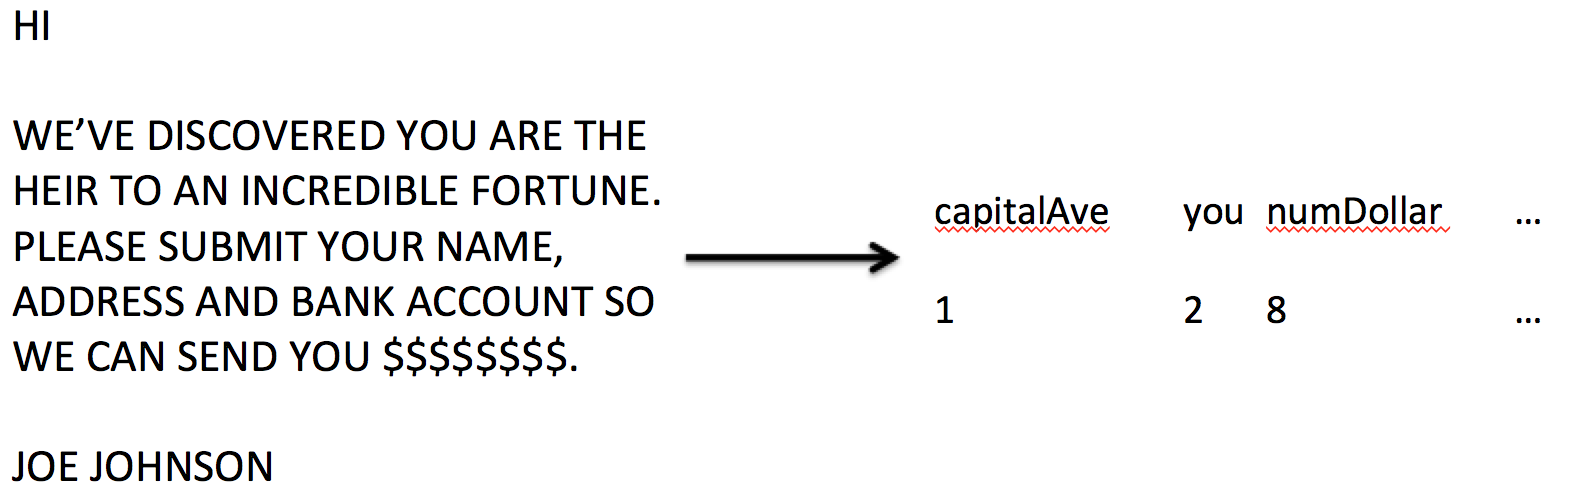 HI
WE’VE DISCOVERED YOU ARE THE
HEIR TO AN INCREDIBLE FORTUNE.
PLEASE SUBMIT YOUR NAME,
ADDRESS AND BANK ACCOUNT SO
WE CAN SEND YOU $$$$$$$$.
JOE JOHNSON
capitalAve you numDollar ...
1 2 8 ...